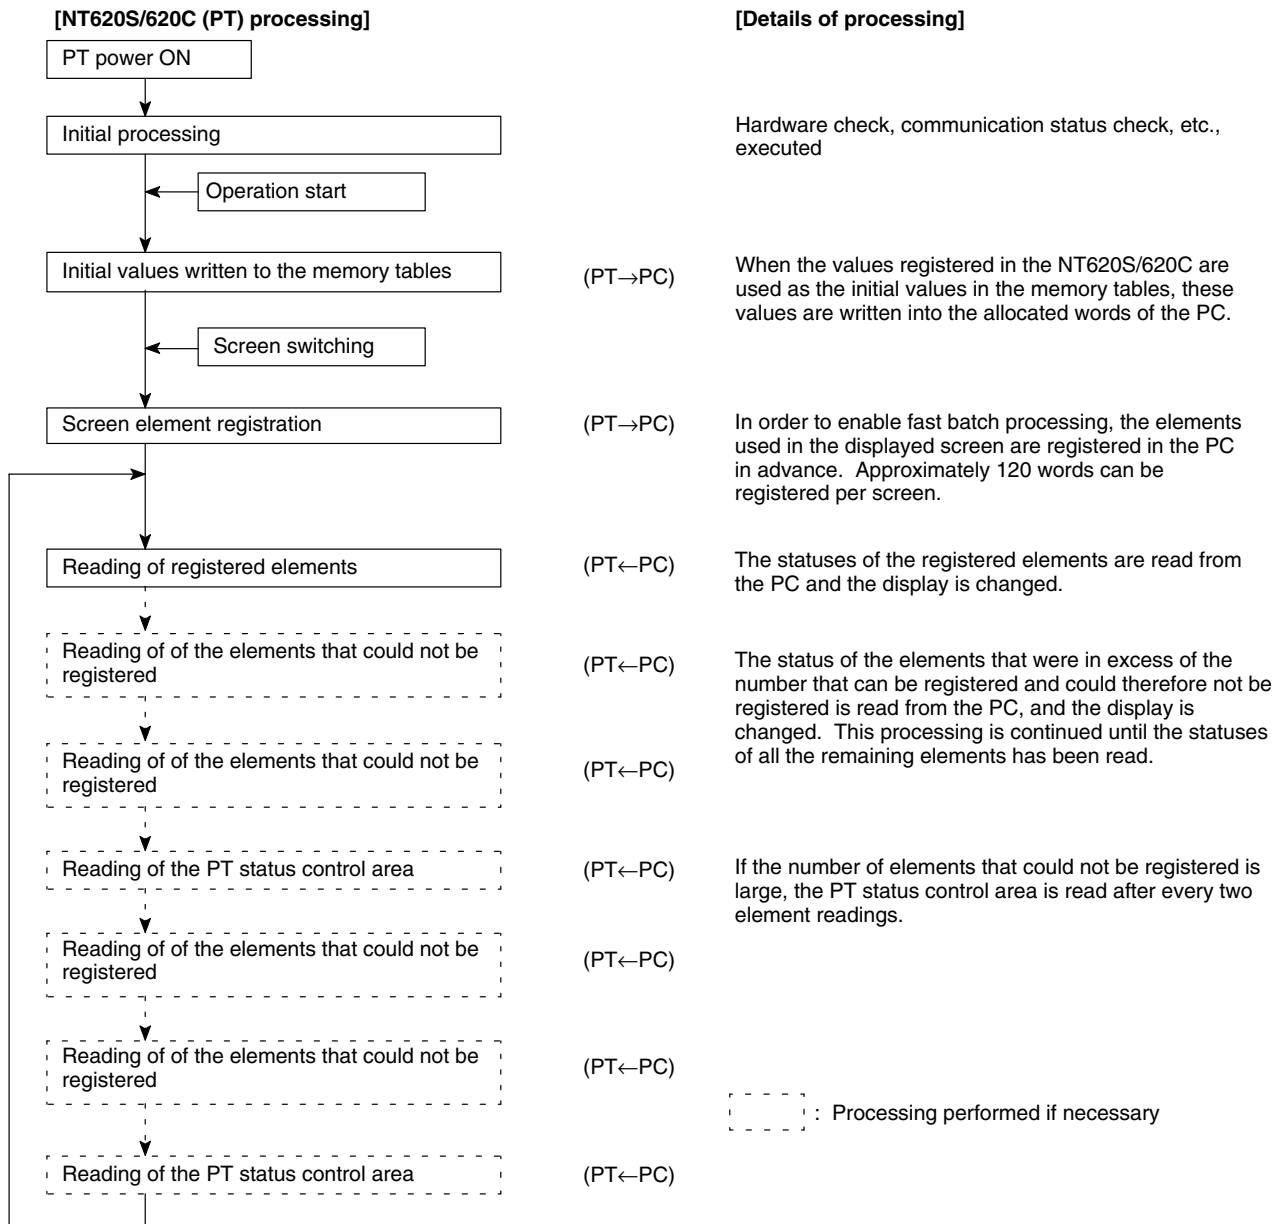 [NT620S/620C (PT) processing]
[Details of processing]
PT power ON
Initial processing
Hardware check, communication status check, etc.,
executed
Operation start
Initial values written to the memory tables
(PT→PC)
When the values registered in the NT620S/620C are
used as the initial values in the memory tables, these
values are written into the allocated words of the PC.
Screen switching
Screen element registration
(PT→PC)
In order to enable fast batch processing, the elements
used in the displayed screen are registered in the PC
in advance.  Approximately 120 words can be
registered per screen.
Reading of registered elements
(PT←PC)
The statuses of the registered elements are read from
the PC and the display is changed.
Reading of of the elements that could not be
registered
(PT←PC)
The status of the elements that were in excess of the
number that can be registered and could therefore not be
registered is read from the PC, and the display is
changed.  This processing is continued until the statuses
of all the remaining elements has been read.
Reading of of the elements that could not be
registered
(PT←PC)
Reading of the PT status control area
(PT←PC)
If the number of elements that could not be registered is
large, the PT status control area is read after every two
element readings.
Reading of of the elements that could not be
registered
(PT←PC)
Reading of of the elements that could not be
registered
(PT←PC)
:  Processing performed if necessary
Reading of the PT status control area
(PT←PC)